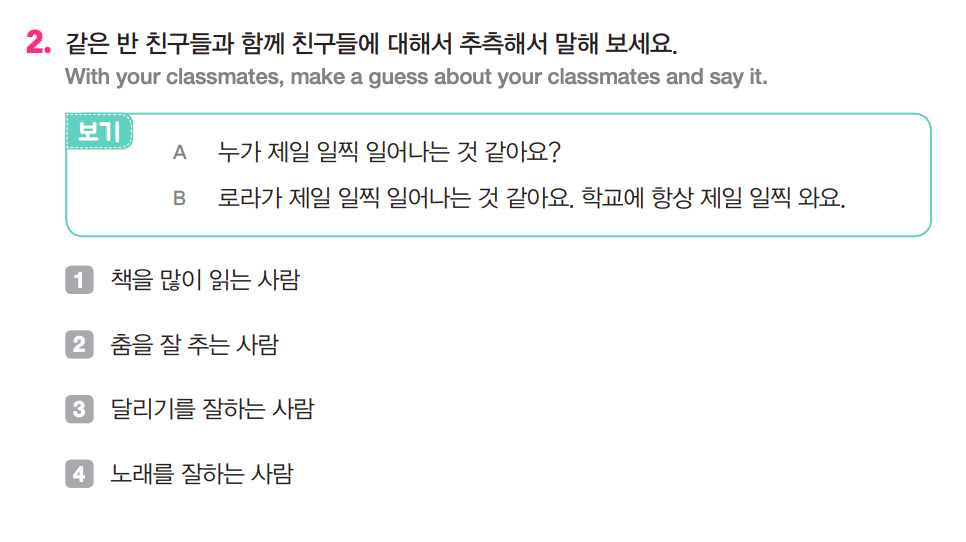 2. 같은 반 친구들과 함께 친구들에 대해서 추측해서 말해 보세요.
With your classmates, make a guess about your classmates and say it.
보기
A 누가 제일 일찍 일어나는 것 같아요?
B 로라가 제일 일찍 일어나는 것 같아요. 학교에 항상 제일 일찍 와요.
1 책을 많이 읽는 사람
2 춤을 잘 추는 사람
3 달리기를 잘하는 사람
4 노래를 잘하는 사람